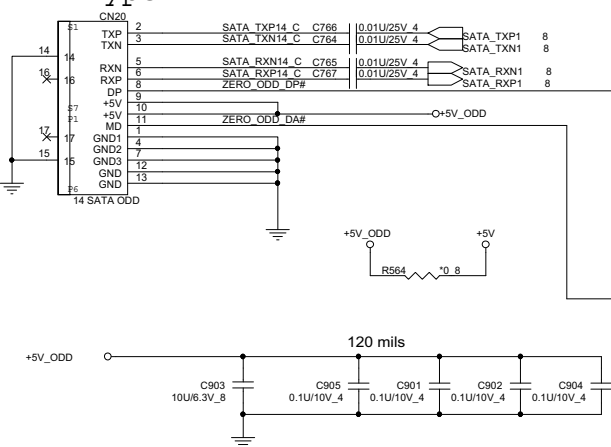 CN20
S1
TXP 2 SATA_TXP14_C C766 0.01U/25V_4 SATA_TXP1 8
TXN 3 SATA_TXN14_C C764 0.01U/25V_4 SATA_TXN1 8
14 14
RXN 5 SATA_RXN14_C C765 0.01U/25V_4 SATA_RXN1 8
RXP 6 SATA_RXP14_C C767 0.01U/25V_4 SATA_RXP1 8
16 16
DP 8 ZERO_ODD_DP#
+5V 9
S7
+5V 10 +5V_ODD
P1
MD 11 ZERO_ODD_DA#
17 17
GND1 1
GND2 4
15 15
GND3 7
GND 12
GND 13
P6
14 SATA ODD
+5V_ODD +5V
R564 *0_8
120 mils
+5V_ODD
C903 C905 C901 C902 C904
10U/6.3V_8 0.1U/10V_4 0.1U/10V_4 0.1U/10V_4 0.1U/10V_4